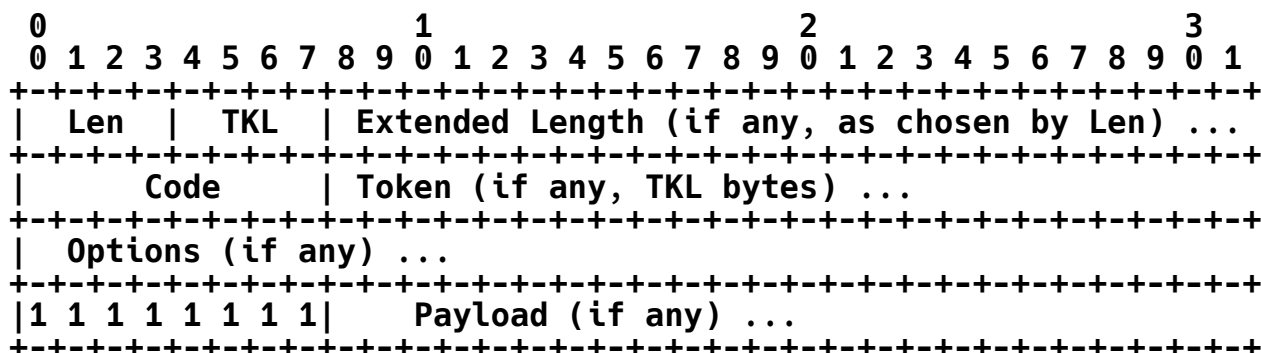 0                   1                   2                   3
 0 1 2 3 4 5 6 7 8 9 0 1 2 3 4 5 6 7 8 9 0 1 2 3 4 5 6 7 8 9 0 1
+-+-+-+-+-+-+-+-+-+-+-+-+-+-+-+-+-+-+-+-+-+-+-+-+-+-+-+-+-+-+-+-+
|  Len  |  TKL  | Extended Length (if any, as chosen by Len) ...
+-+-+-+-+-+-+-+-+-+-+-+-+-+-+-+-+-+-+-+-+-+-+-+-+-+-+-+-+-+-+-+-+
|      Code     | Token (if any, TKL bytes) ...
+-+-+-+-+-+-+-+-+-+-+-+-+-+-+-+-+-+-+-+-+-+-+-+-+-+-+-+-+-+-+-+-+
|  Options (if any) ...
+-+-+-+-+-+-+-+-+-+-+-+-+-+-+-+-+-+-+-+-+-+-+-+-+-+-+-+-+-+-+-+-+
|1 1 1 1 1 1 1 1|    Payload (if any) ...
+-+-+-+-+-+-+-+-+-+-+-+-+-+-+-+-+-+-+-+-+-+-+-+-+-+-+-+-+-+-+-+-+